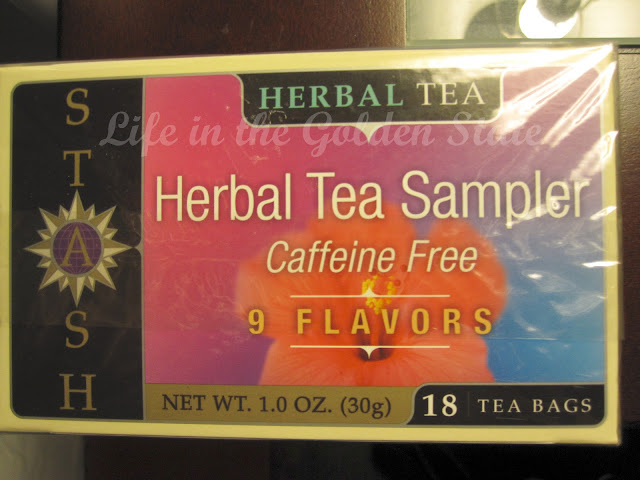 STASH
HERBAL TEA
Life in the Golden State
Herbal Tea Sampler
Caffeine Free
9 FLAVORS
NET WT. 1.0 OZ. (30g)
18 TEA BAGS